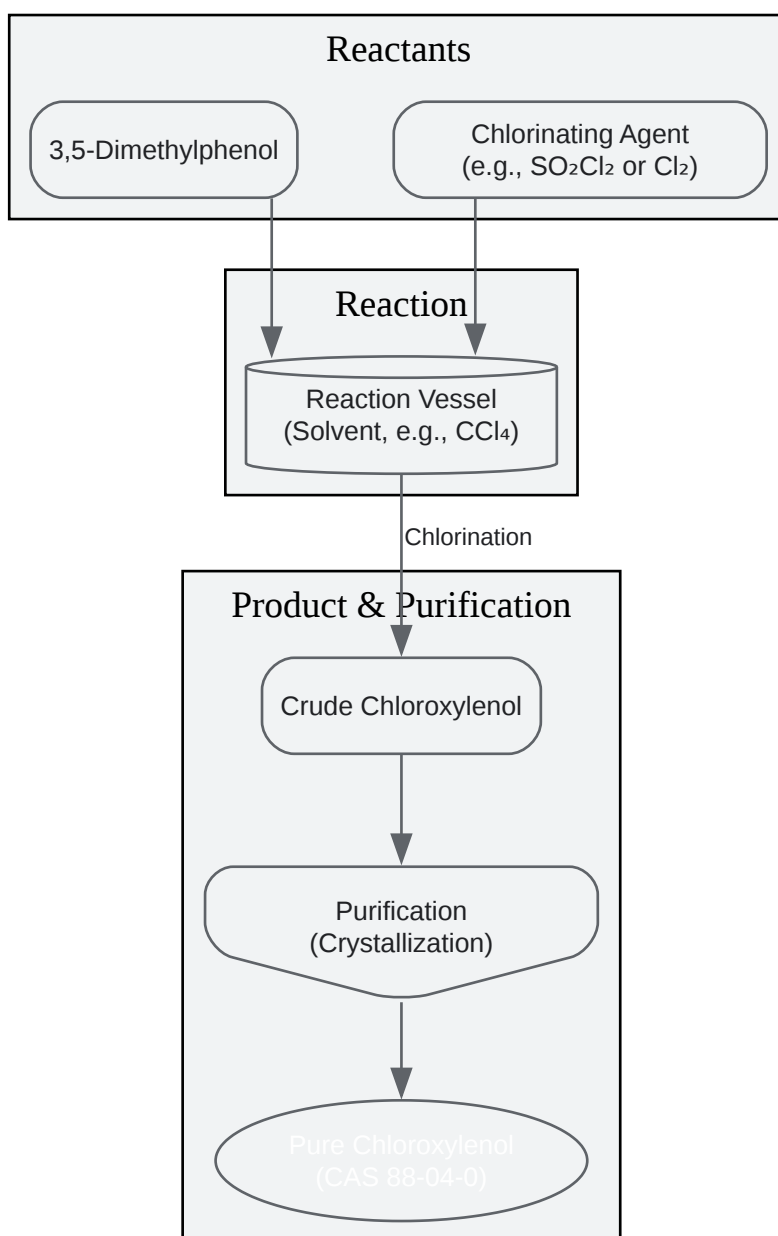 Reactants
3,5-Dimethylphenol
Chlorinating Agent
(e.g., SO₂Cl₂ or Cl₂)
Reaction
Reaction Vessel
(Solvent, e.g., CCl₄)
Chlorination
Product & Purification
Crude Chloroxylenol
Purification
(Crystallization)
Pure Chloroxylenol
(CAS 88-04-0)